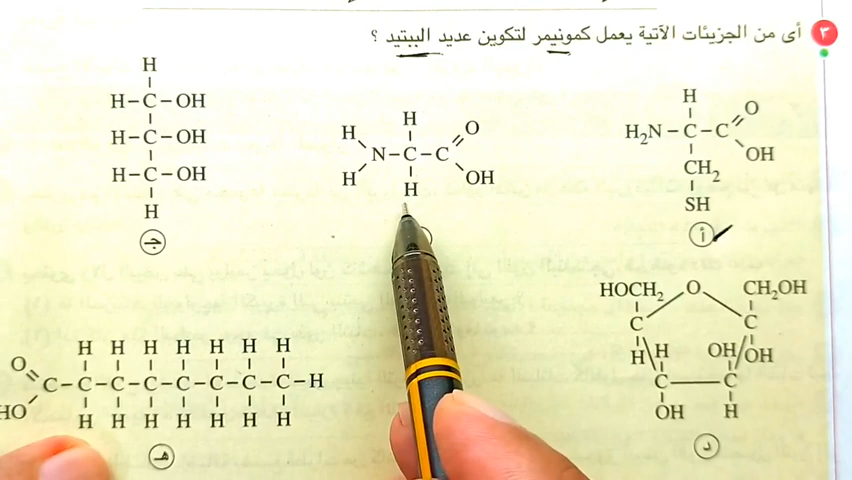 ٣ أى من الجزيئات الآتية يعمل كمونيمر لتكوين عديد الببتيد ؟
H
H₂N – C – C
O
OH
CH₂
SH
أ
H
H
N – C – C
H
H
O
OH
H
H – C – OH
H – C – OH
H – C – OH
H
جـ
HOCH₂ O CH₂OH
C C
H H OH OH
C C
OH H
د
H H H H H H H
O
C – C – C – C – C – C – C – C – H
HO
H H H H H H H
هـ